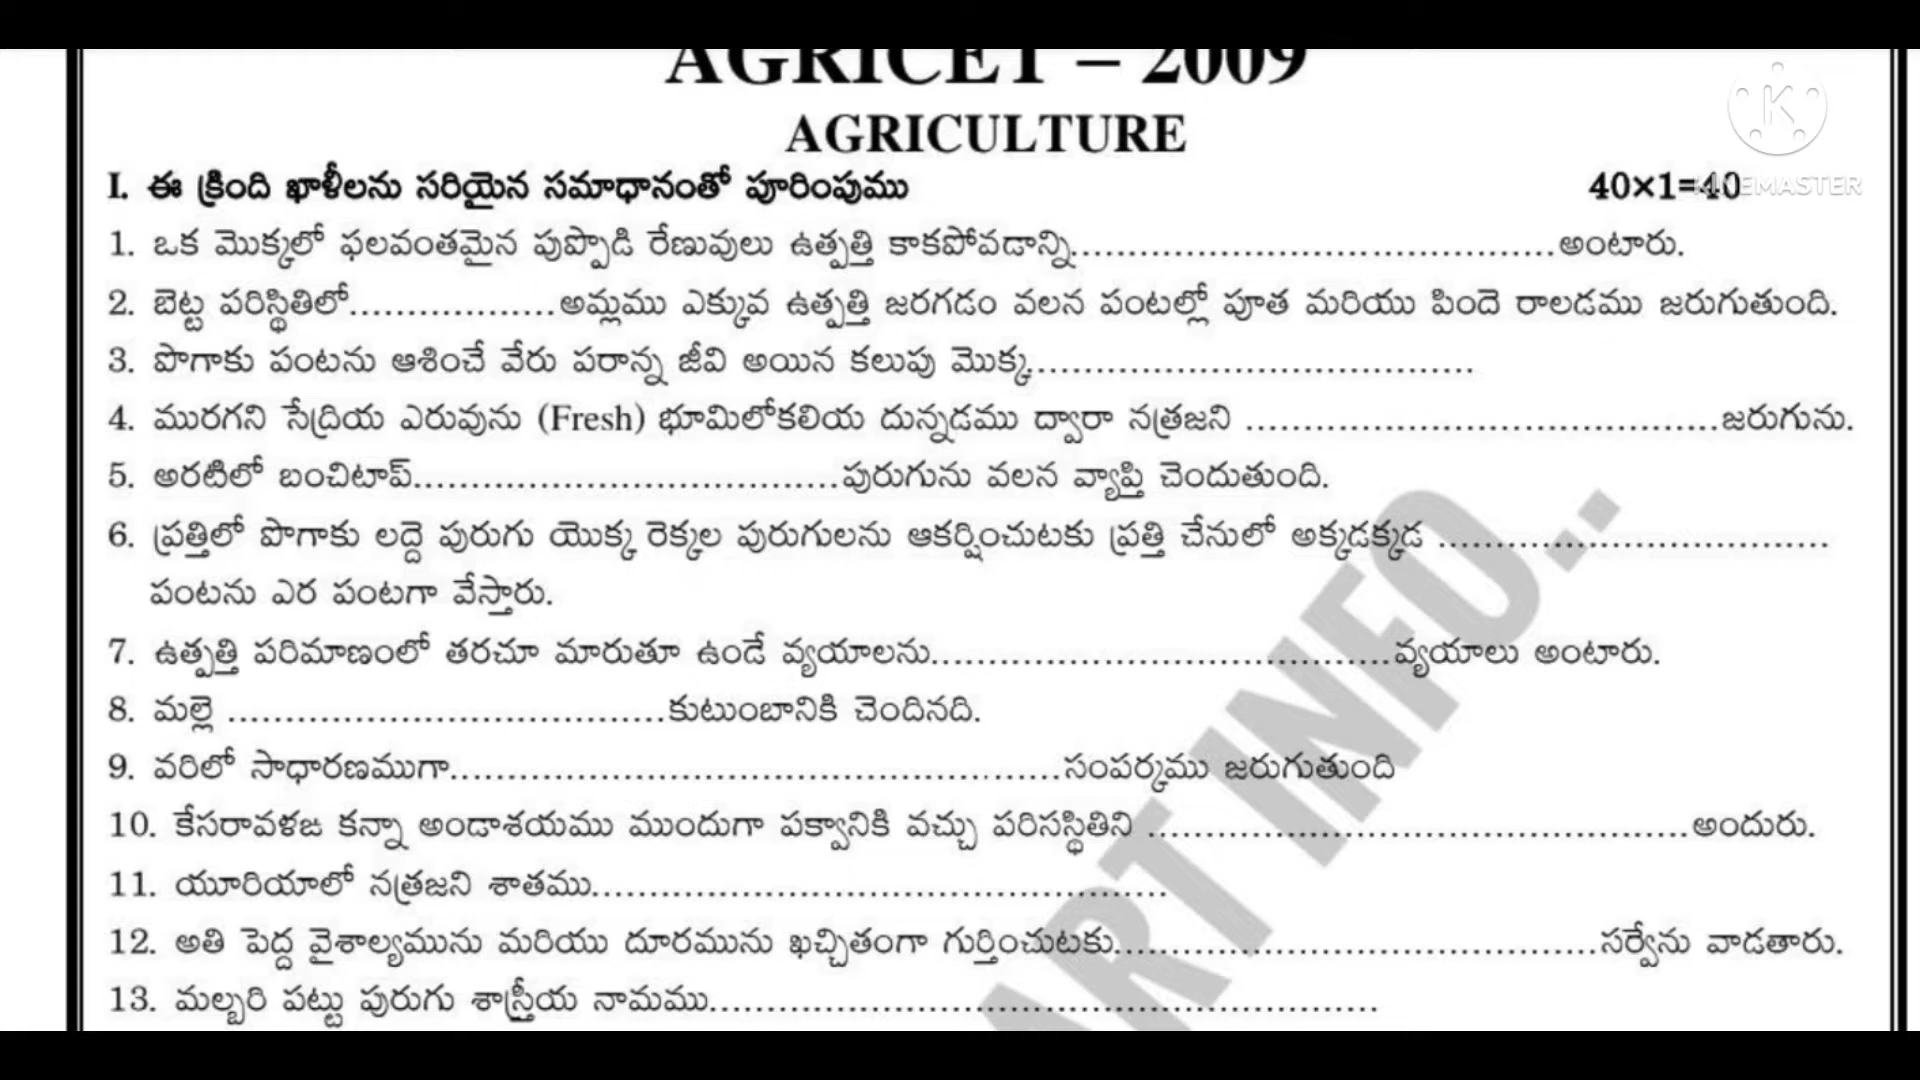 AGRICET – 2009
AGRICULTURE
I. ఈ క్రింది ఖాళీలను సరియైన సమాధానంతో పూరింపుము 40×1=40
KINEMASTER
1. ఒక మొక్కలో ఫలవంతమైన పుప్పొడి రేణువులు ఉత్పత్తి కాకపోవడాన్ని..........................................అంటారు.
2. బెట్ట పరిస్థితిలో..................అమ్లము ఎక్కువ ఉత్పత్తి జరగడం వలన పంటల్లో పూత మరియు పిందె రాలడము జరుగుతుంది.
3. పొగాకు పంటను ఆశించే వేరు పరాన్న జీవి అయిన కలుపు మొక్క.......................................
4. మురగని సేద్రియ ఎరువును (Fresh) భూమిలోకలియ దున్నడము ద్వారా నత్రజని .........................................జరుగును.
5. అరటిలో బంచిటాప్.....................................పురుగును వలన వ్యాప్తి చెందుతుంది.
6. ప్రత్తిలో పొగాకు లద్దె పురుగు యొక్క రెక్కల పురుగులను ఆకర్షించుటకు ప్రత్తి చేనులో అక్కడక్కడ ..................................
పంటను ఎర పంటగా వేస్తారు.
7. ఉత్పత్తి పరిమాణంలో తరచూ మారుతూ ఉండే వ్యయాలను........................................వ్యయాలు అంటారు.
8. మల్లె ......................................కుటుంబానికి చెందినది.
9. వరిలో సాధారణముగా.....................................................సంపర్కము జరుగుతుంది
10. కేసరావళఙ కన్నా అండాశయము ముందుగా పక్వానికి వచ్చు పరిసస్థితిని ...............................................అందురు.
11. యూరియాలో నత్రజని శాతము..................................................
12. అతి పెద్ద వైశాల్యమును మరియు దూరమును ఖచ్చితంగా గుర్తించుటకు..........................................సర్వేను వాడతారు.
13. మల్బరి పట్టు పురుగు శాస్త్రీయ నామము..........................................................
ART INFO..